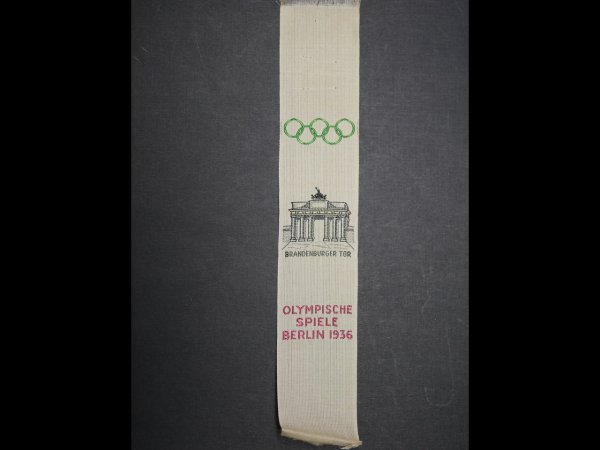 BRANDENBURGER TOR
OLYMPISCHE
SPIELE
BERLIN 1936